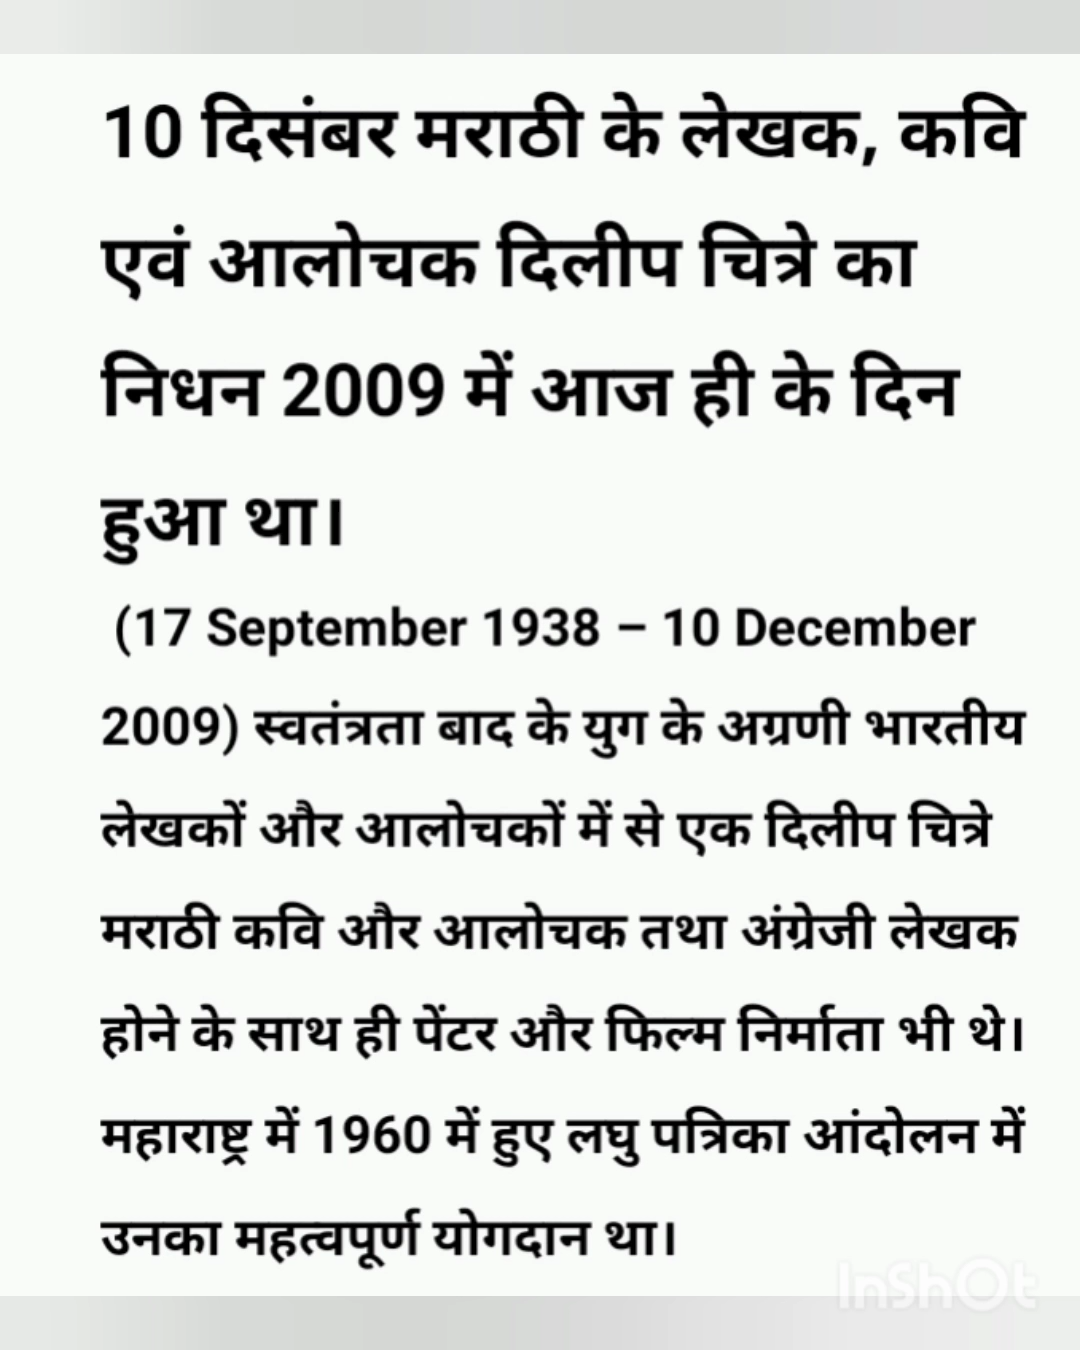 10 दिसंबर मराठी के लेखक, कवि
एवं आलोचक दिलीप चित्रे का
निधन 2009 में आज ही के दिन
हुआ था।
(17 September 1938 – 10 December
2009) स्वतंत्रता बाद के युग के अग्रणी भारतीय
लेखकों और आलोचकों में से एक दिलीप चित्रे
मराठी कवि और आलोचक तथा अंग्रेजी लेखक
होने के साथ ही पेंटर और फिल्म निर्माता भी थे।
महाराष्ट्र में 1960 में हुए लघु पत्रिका आंदोलन में
उनका महत्वपूर्ण योगदान था।
InShOt